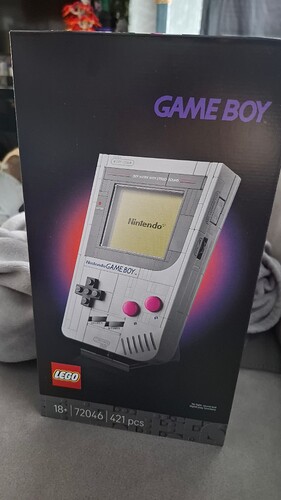 GAME BOY
Nintendo
Nintendo GAME BOY
LEGO
18+ | 72046 | 421 pcs